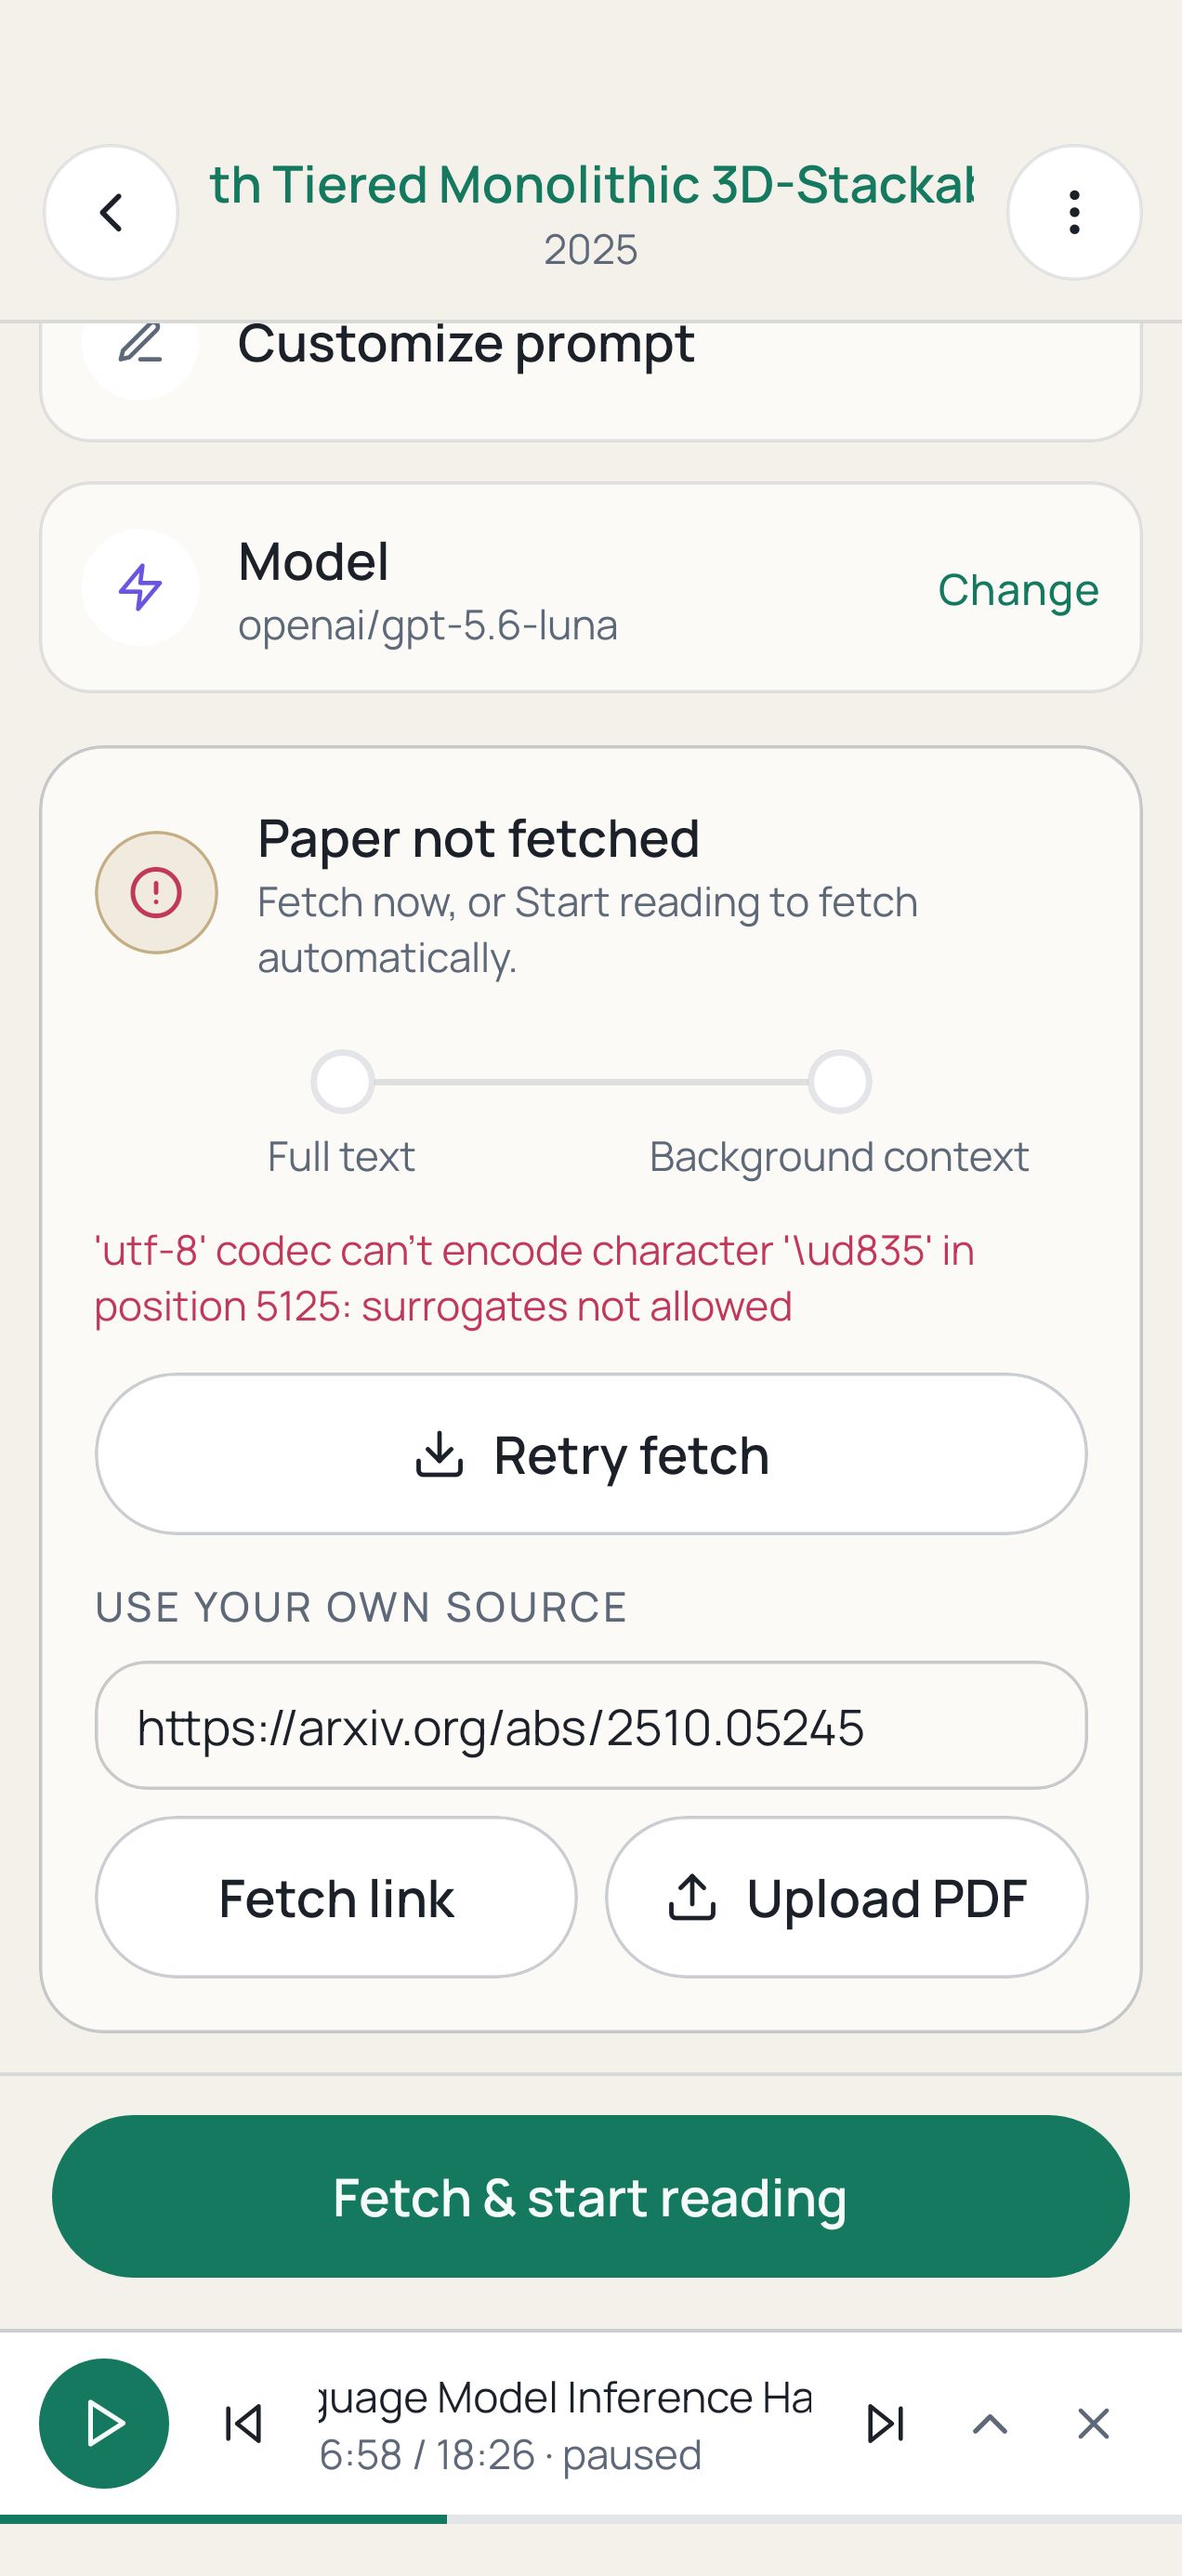 th Tiered Monolithic 3D-Stackab
2025
Customize prompt
Model
openai/gpt-5.6-luna
Change
Paper not fetched
Fetch now, or Start reading to fetch
automatically.
Full text
Background context
'utf-8' codec can't encode character '\ud835' in
position 5125: surrogates not allowed
Retry fetch
USE YOUR OWN SOURCE
https://arxiv.org/abs/2510.05245
Fetch link
Upload PDF
Fetch & start reading
guage Model Inference Ha
6:58 / 18:26 · paused